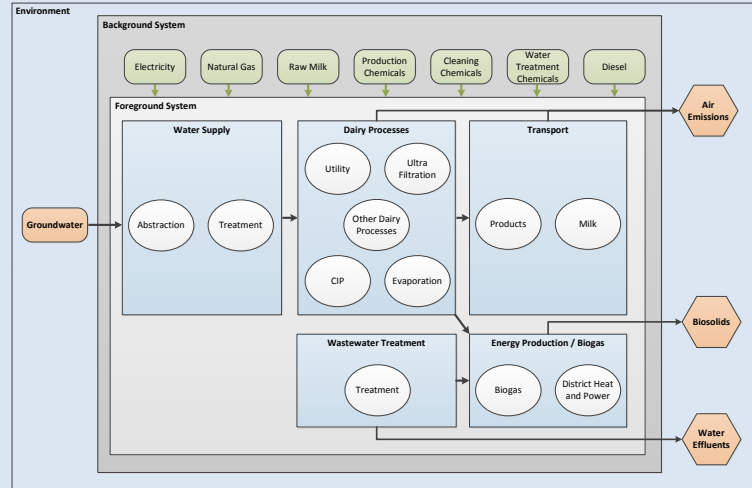 Environment
Background System
Electricity
Natural Gas
Raw Milk
Production
Chemicals
Cleaning
Chemicals
Water
Treatment
Chemicals
Diesel
Foreground System
Air
Emissions
Water Supply
Dairy Processes
Transport
Utility
Ultra
Filtration
Groundwater
Abstraction
Treatment
Other Dairy
Processes
Products
Milk
CIP
Evaporation
Biosolids
Wastewater Treatment
Energy Production / Biogas
Treatment
Biogas
District Heat
and Power
Water
Effluents